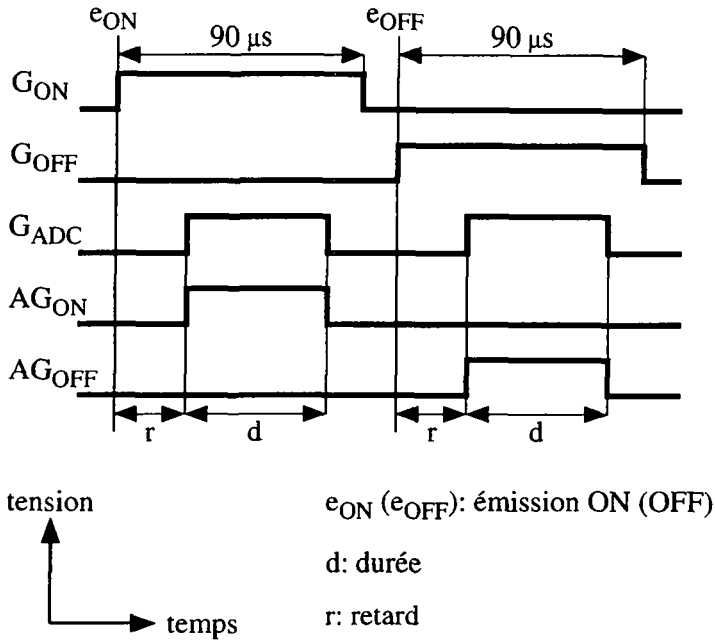 eON eOFF
90 μs 90 μs
GON
GOFF
GADC
AGON
AGOFF
r d r d
tension
temps
eON (eOFF): émission ON (OFF)
d: durée
r: retard